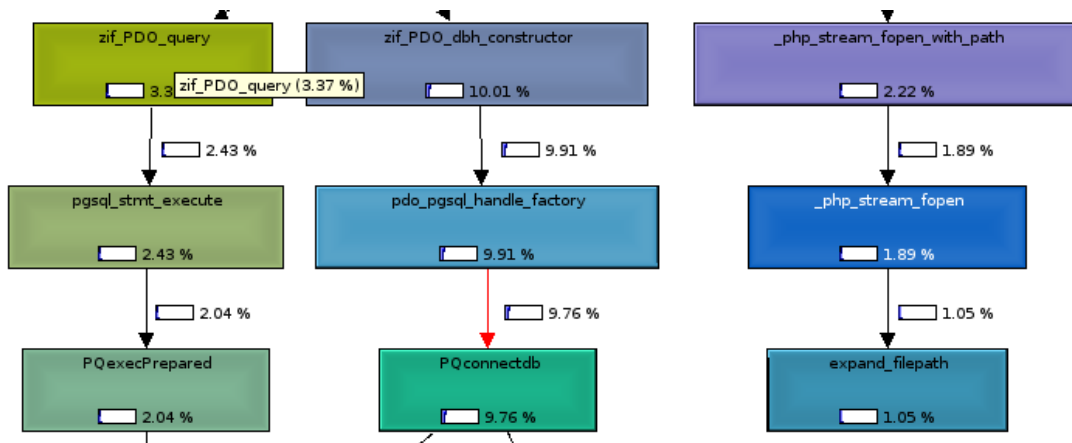 zif_PDO_query
zif_PDO_dbh_constructor
_php_stream_fopen_with_path
3.3
zif_PDO_query (3.37 %)
10.01 %
2.22 %
2.43 %
9.91 %
1.89 %
pgsql_stmt_execute
pdo_pgsql_handle_factory
_php_stream_fopen
2.43 %
9.91 %
1.89 %
2.04 %
9.76 %
1.05 %
PQexecPrepared
PQconnectdb
expand_filepath
2.04 %
9.76 %
1.05 %